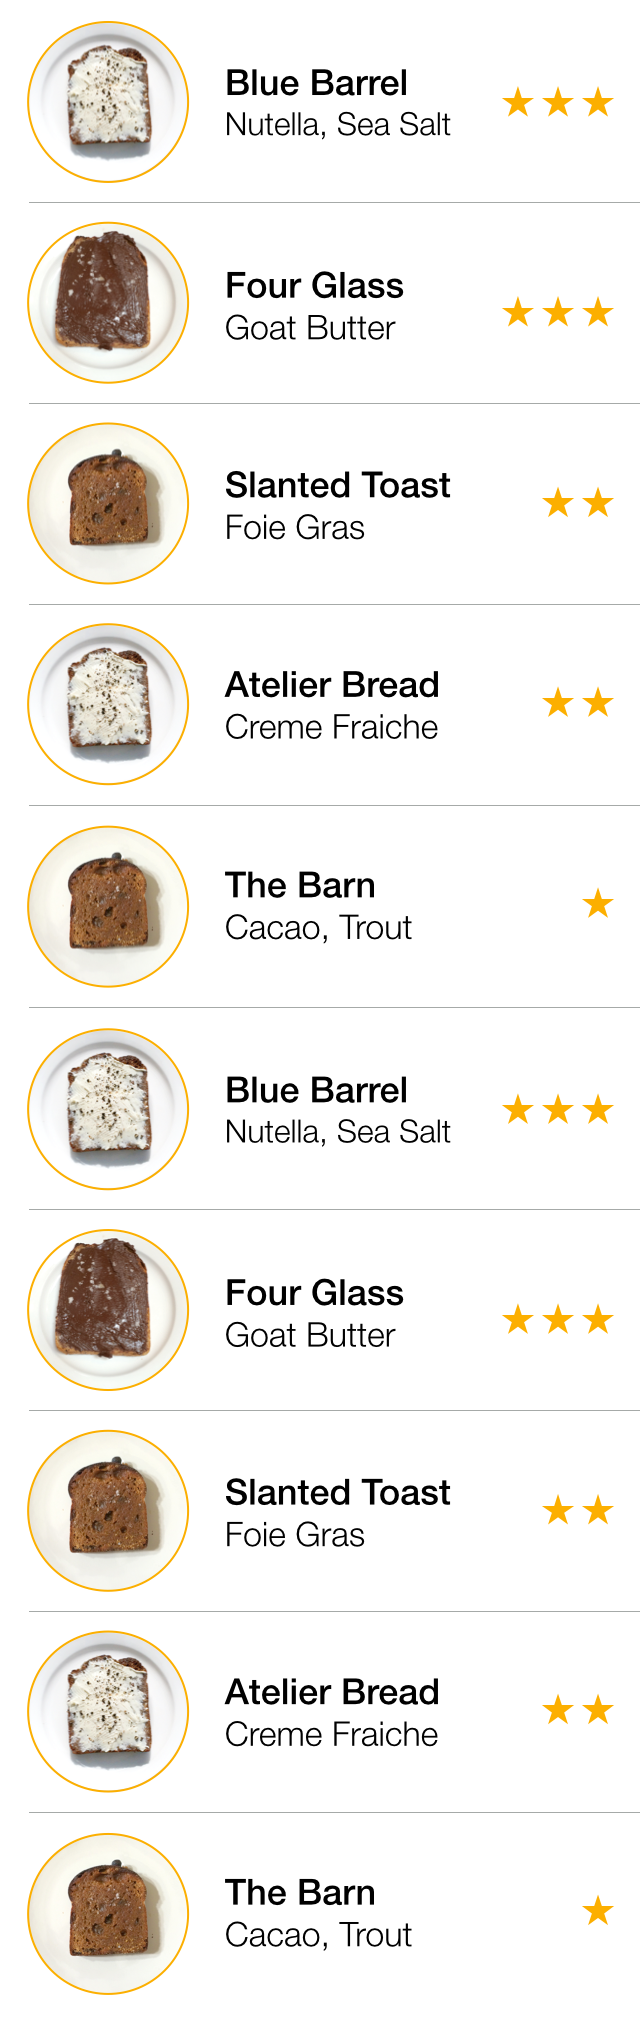 Blue Barrel
Nutella, Sea Salt
Four Glass
Goat Butter
Slanted Toast
Foie Gras
Atelier Bread
Creme Fraiche
The Barn
Cacao, Trout
Blue Barrel
Nutella, Sea Salt
Four Glass
Goat Butter
Slanted Toast
Foie Gras
Atelier Bread
Creme Fraiche
The Barn
Cacao, Trout